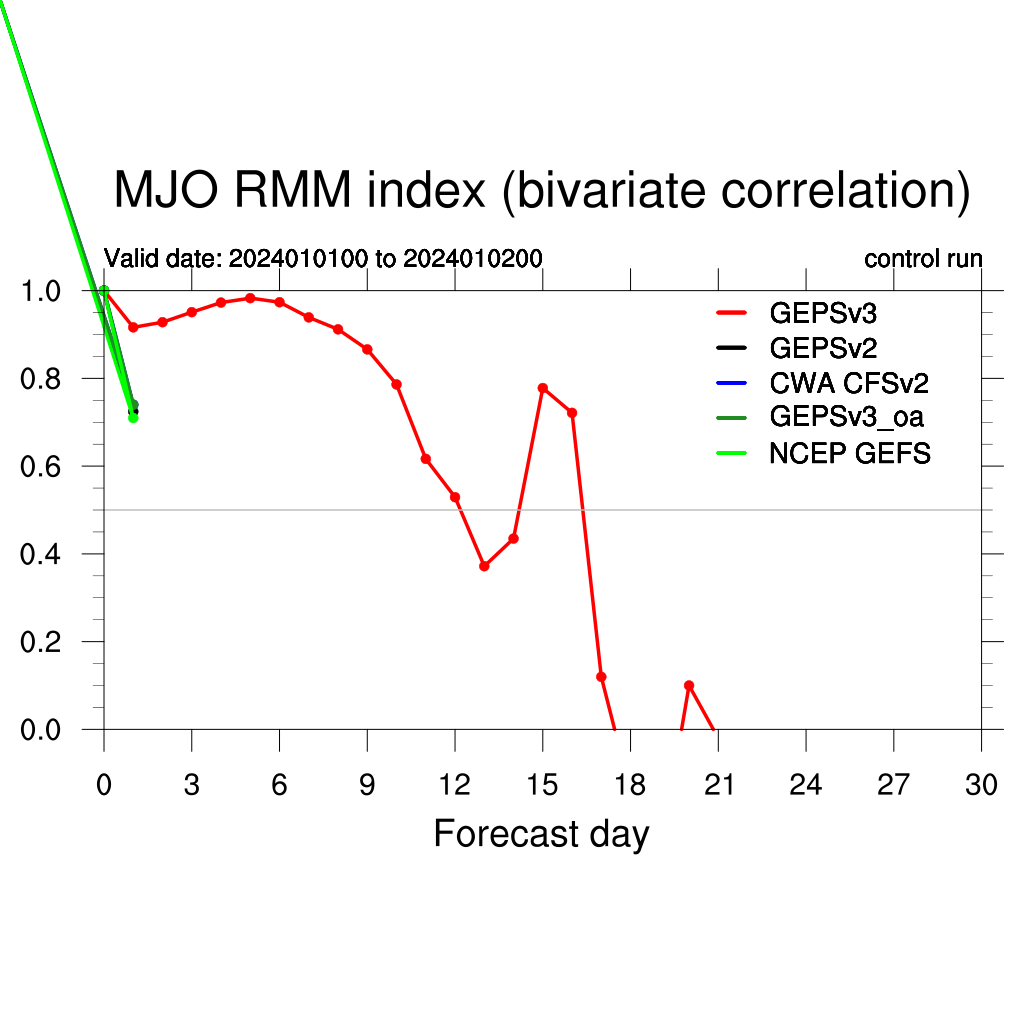 MJO RMM index (bivariate correlation)
Valid date: 2024010100 to 2024010200
control run
1.0
0.8
0.6
0.4
0.2
0.0
GEPSv3
GEPSv2
CWA CFSv2
GEPSv3_oa
NCEP GEFS
0 3 6 9 12 15 18 21 24 27 30
Forecast day